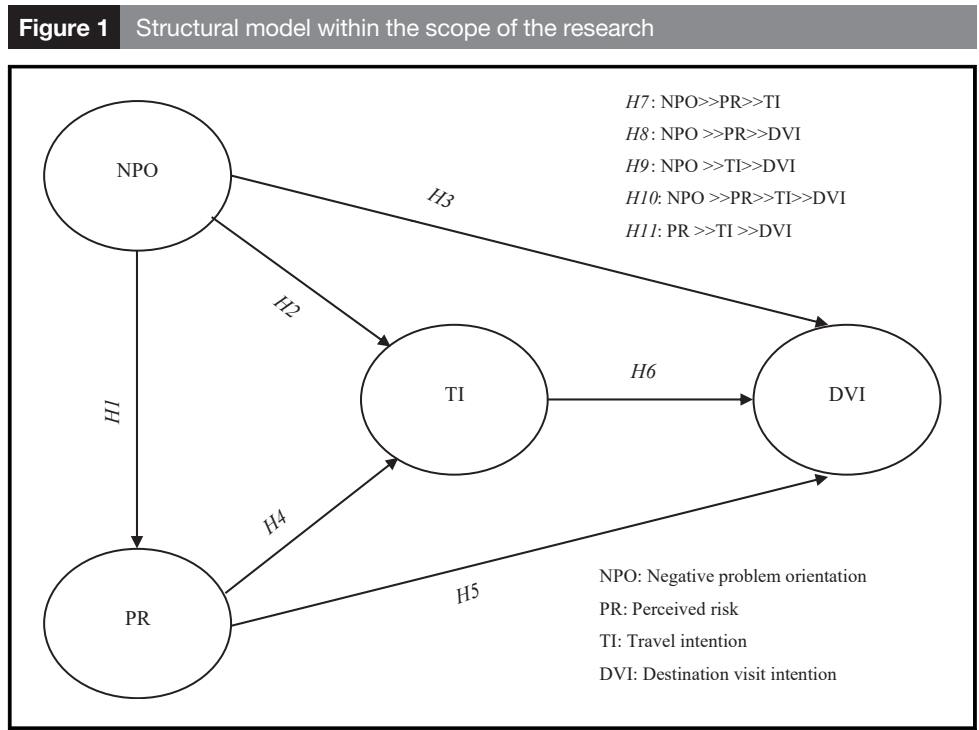 Figure 1 Structural model within the scope of the research
H7: NPO>>PR>>TI
H8: NPO >>PR>>DVI
H9: NPO >>TI>>DVI
H10: NPO >>PR>>TI>>DVI
H11: PR >>TI >>DVI
NPO
H3
H2
H1
TI
H6
DVI
H4
PR
H5
NPO: Negative problem orientation
PR: Perceived risk
TI: Travel intention
DVI: Destination visit intention